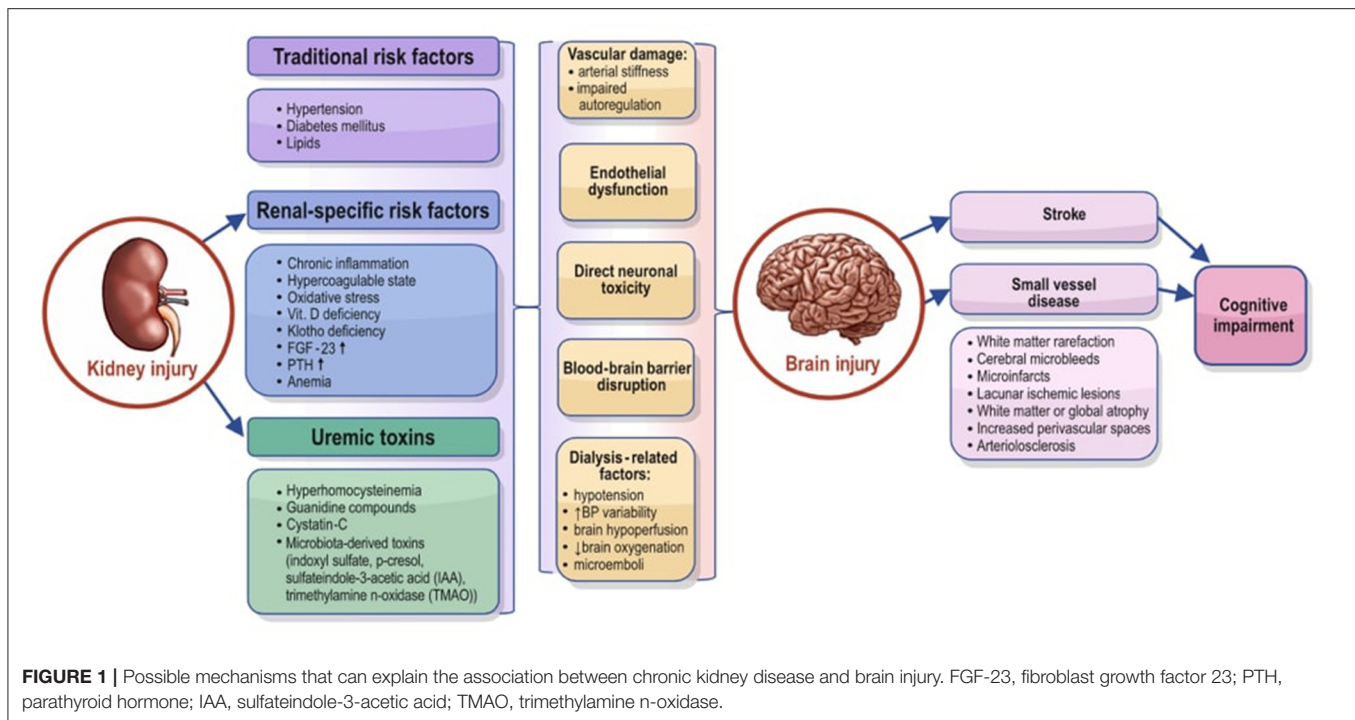 Traditional risk factors
• Hypertension
• Diabetes mellitus
• Lipids
Kidney injury
Renal-specific risk factors
• Chronic inflammation
• Hypercoagulable state
• Oxidative stress
• Vit. D deficiency
• Klotho deficiency
• FGF-23 ↑
• PTH ↑
• Anemia
Uremic toxins
• Hyperhomocysteinemia
• Guanidine compounds
• Cystatin-C
• Microbiota-derived toxins
(indoxyl sulfate, p-cresol,
sulfateindole-3-acetic acid (IAA),
trimethylamine n-oxidase (TMAO))
Vascular damage:
• arterial stiffness
• impaired
autoregulation
Endothelial
dysfunction
Direct neuronal
toxicity
Blood-brain barrier
disruption
Dialysis-related
factors:
• hypotension
• ↑BP variability
• brain hypoperfusion
• ↓brain oxygenation
• microemboli
Brain injury
Stroke
Small vessel
disease
• White matter rarefaction
• Cerebral microbleeds
• Microinfarcts
• Lacunar ischemic lesions
• White matter or global atrophy
• Increased perivascular spaces
• Arteriolosclerosis
Cognitive
impairment
FIGURE 1 | Possible mechanisms that can explain the association between chronic kidney disease and brain injury. FGF-23, fibroblast growth factor 23; PTH,
parathyroid hormone; IAA, sulfateindole-3-acetic acid; TMAO, trimethylamine n-oxidase.